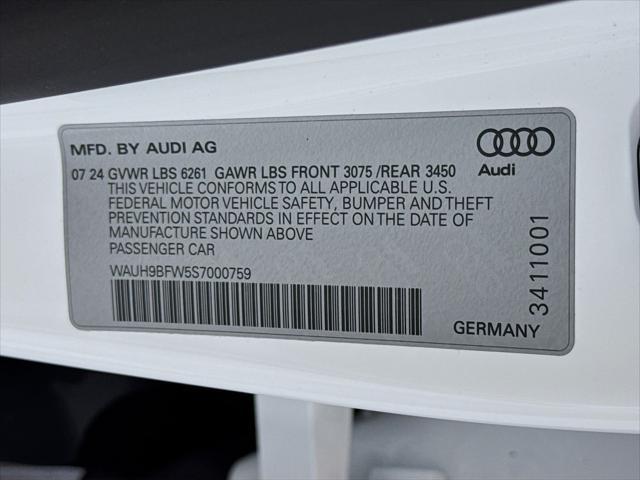 MFD. BY AUDI AG
07 24 GVWR LBS 6261 GAWR LBS FRONT 3075 /REAR 3450
THIS VEHICLE CONFORMS TO ALL APPLICABLE U.S.
FEDERAL MOTOR VEHICLE SAFETY, BUMPER AND THEFT
PREVENTION STANDARDS IN EFFECT ON THE DATE OF
MANUFACTURE SHOWN ABOVE
PASSENGER CAR
WAUH9BFW5S7000759
Audi
3411001
GERMANY